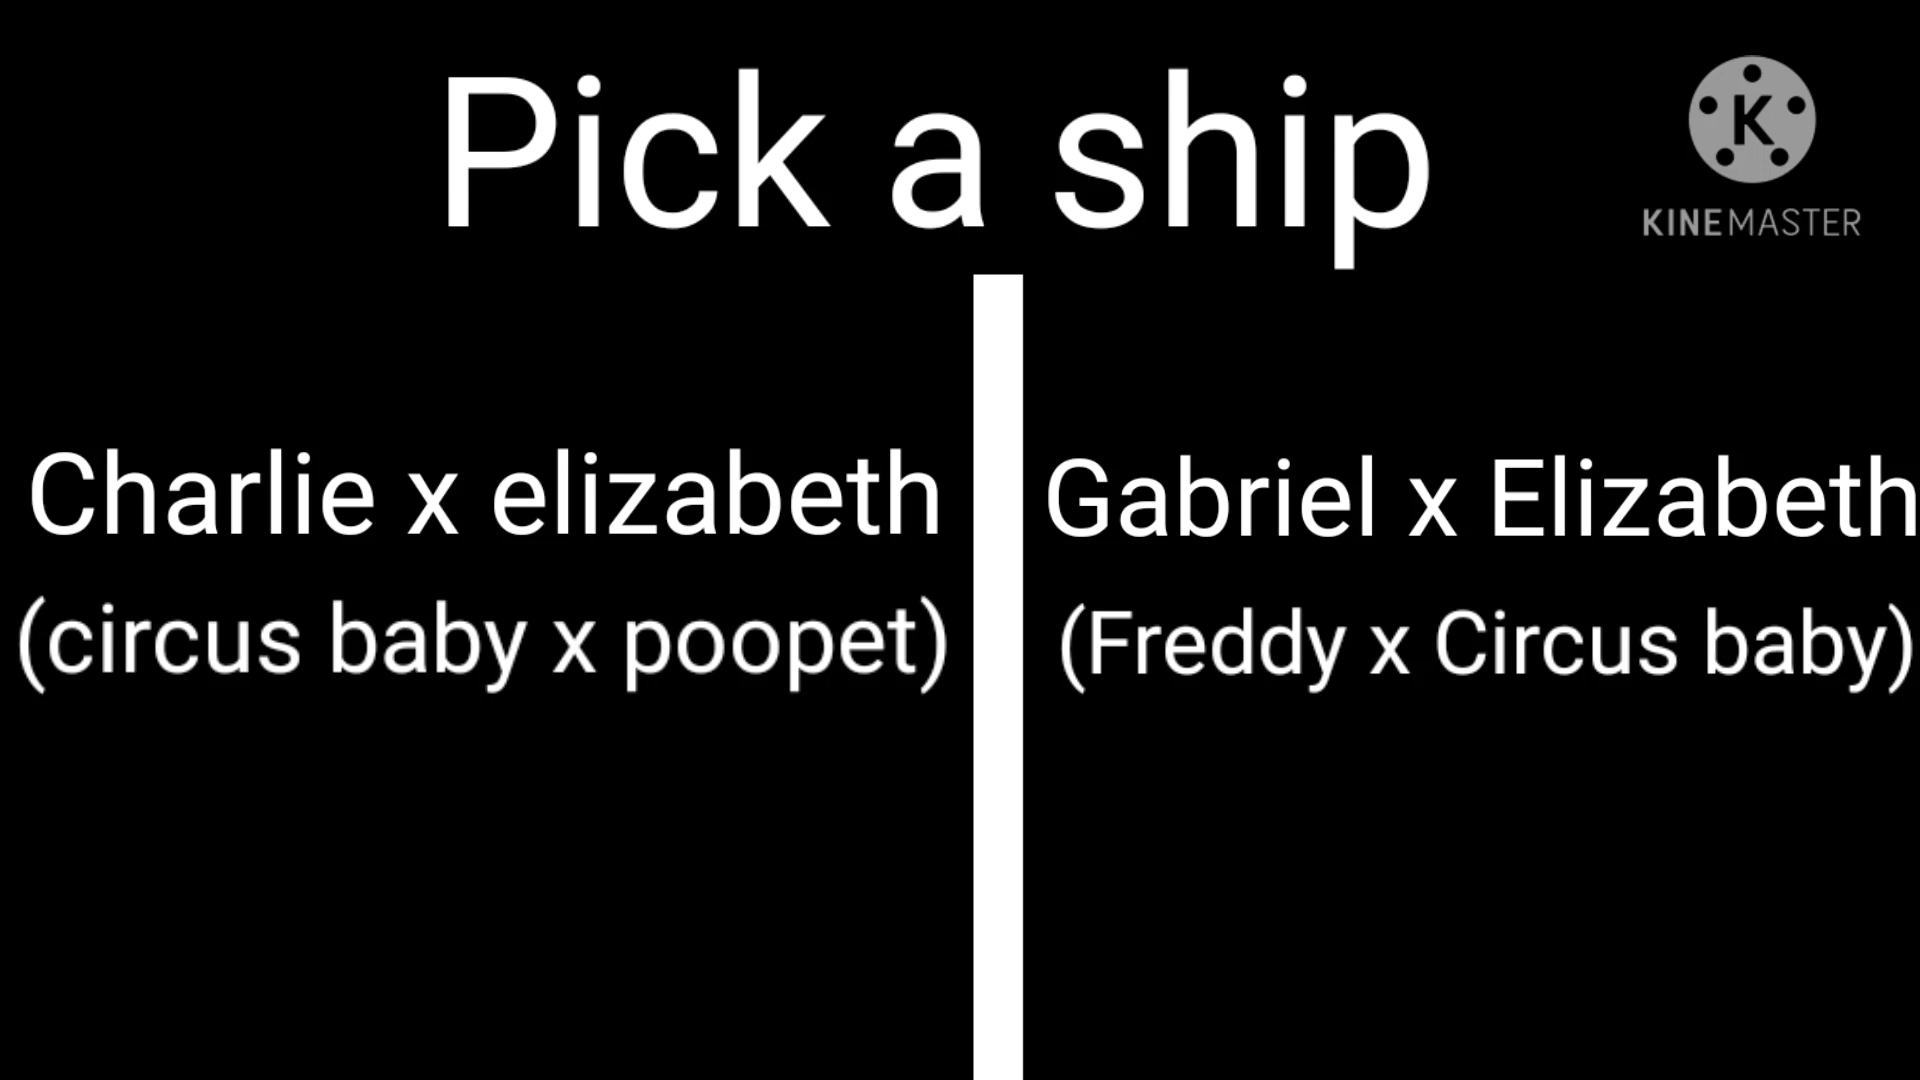 Pick a ship
KINEMASTER
Charlie x elizabeth
(circus baby x poopet)
Gabriel x Elizabeth
(Freddy x Circus baby)